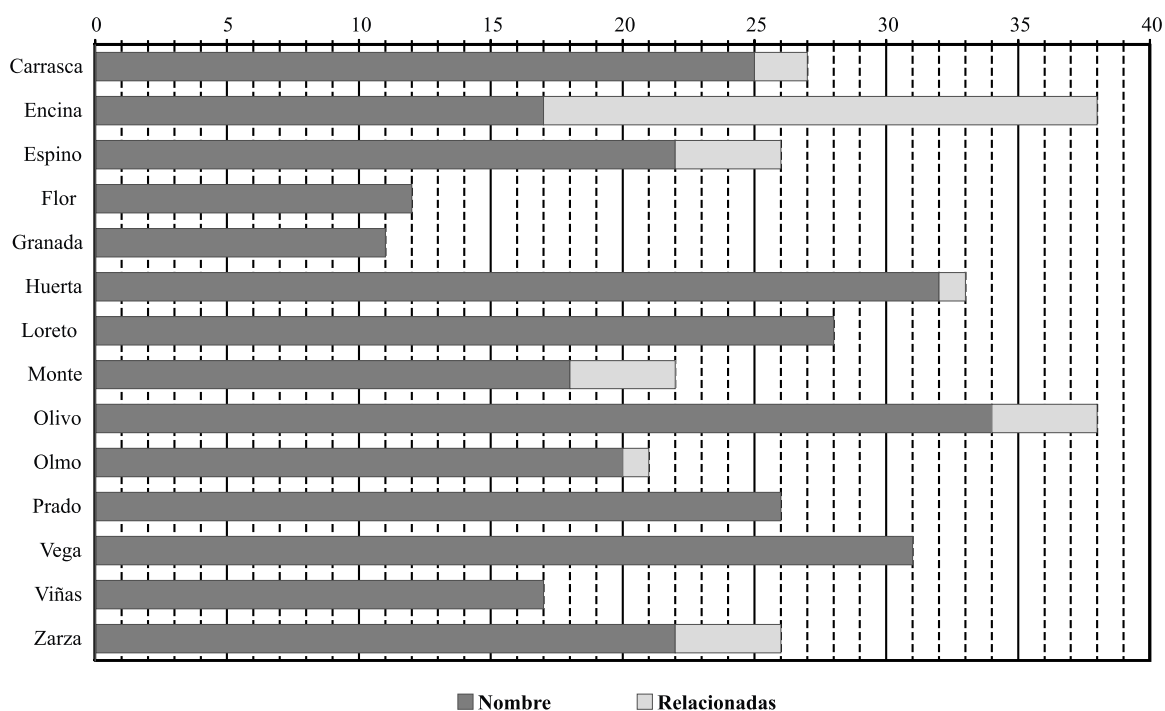 0 5 10 15 20 25 30 35 40
Carrasca
Encina
Espino
Flor
Granada
Huerta
Loreto
Monte
Olivo
Olmo
Prado
Vega
Viñas
Zarza
Nombre Relacionadas